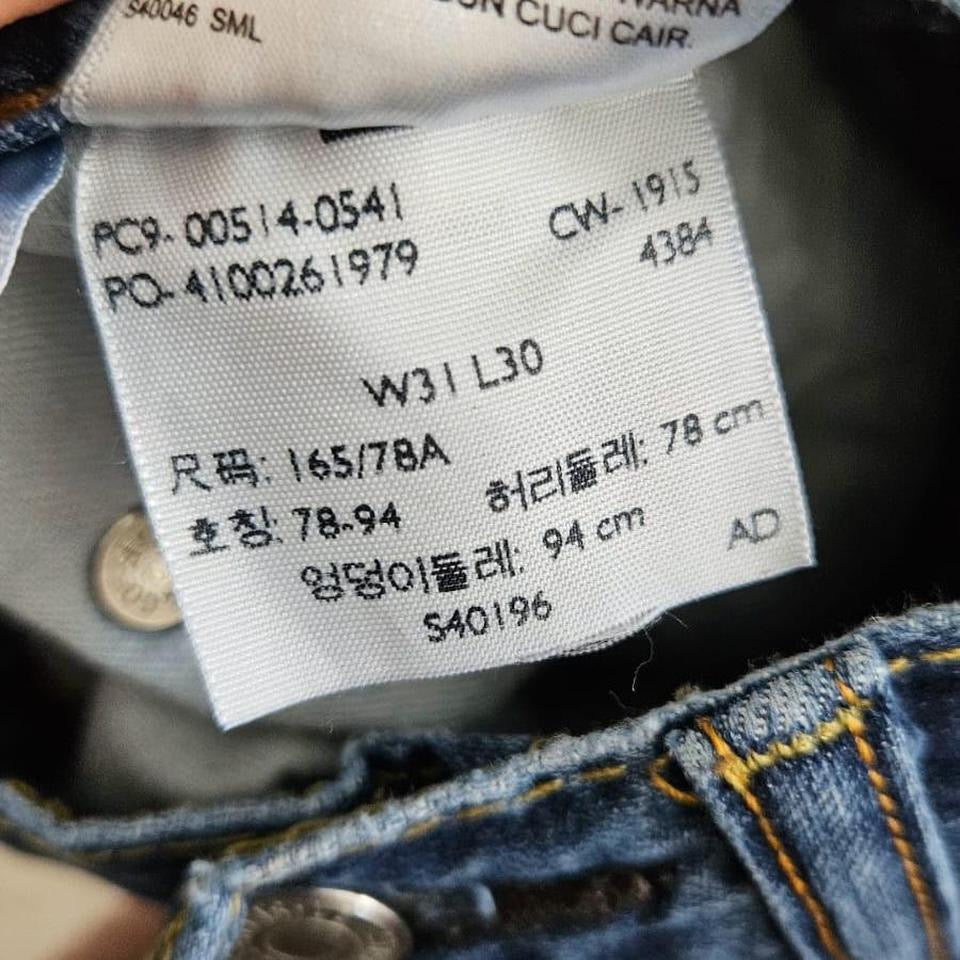 S40046 SML
CUCI CAIR.
PC9-00514-0541
PO-4100261979
CW-1915
4384
W31 L30
尺码: 165/78A
호칭: 78-94
허리둘레: 78 cm
엉덩이둘레: 94 cm
AD
S40196